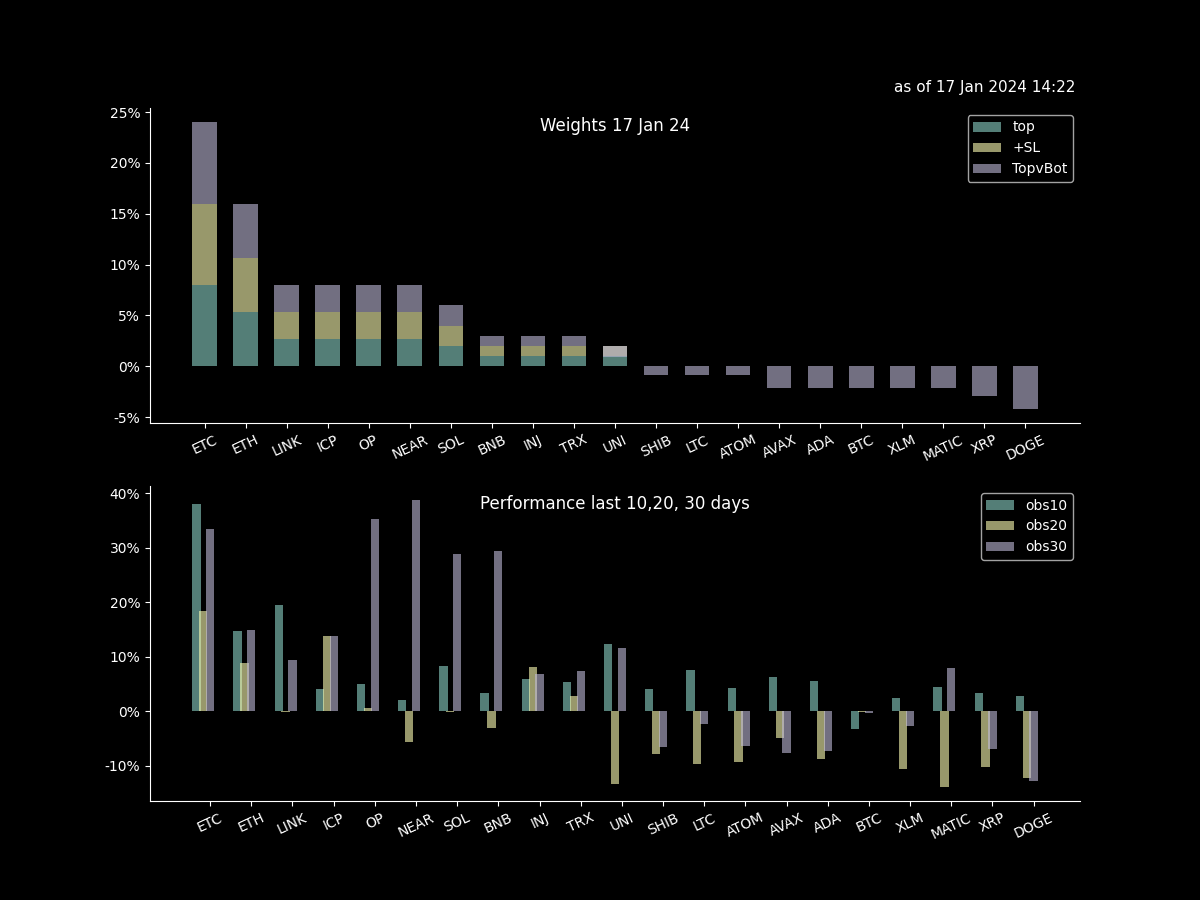 as of 17 Jan 2024 14:22
Weights 17 Jan 24
top
+SL
TopvBot
25%
20%
15%
10%
5%
0%
-5%
ETC ETH LINK ICP OP NEAR SOL BNB INJ TRX UNI SHIB LTC ATOM AVAX ADA BTC XLM MATIC XRP DOGE
Performance last 10,20, 30 days
obs10
obs20
obs30
40%
30%
20%
10%
0%
-10%
ETC ETH LINK ICP OP NEAR SOL BNB INJ TRX UNI SHIB LTC ATOM AVAX ADA BTC XLM MATIC XRP DOGE